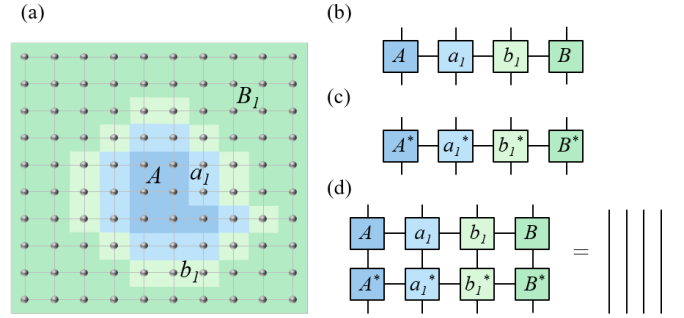 (a)
B₁
A
a₁
b₁
(b)
A a₁ b₁ B
(c)
A* a₁* b₁* B*
(d)
A a₁ b₁ B
=
A* a₁* b₁* B*